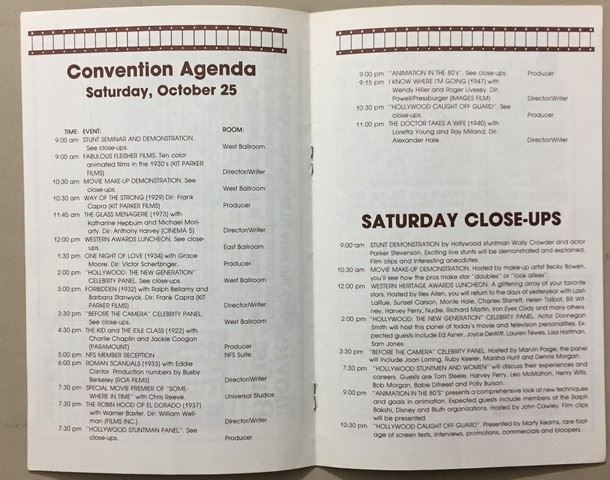 Convention Agenda
Saturday, October 25
TIME: EVENT: ROOM:
9:00 am STUNT SEMINAR AND DEMONSTRATION.
See close-ups. West Ballroom
9:00 am FABULOUS FLEISHER FILMS. Ten color
animated films in the 1930's (KIT PARKER
FILMS) Director/Writer
10:30 am MOVIE MAKE-UP DEMONSTRATION. See
close-ups. West Ballroom
10:30 am WAY OF THE STRONG (1929) Dir: Frank
Capra (KIT PARKER FILMS) Producer
11:45 am THE GLASS MENAGERIE (1973) with
Katharine Hepburn and Michael Mori-
arty. Dir: Anthony Harvey (CINEMA 5) Director/Writer
12:00 pm WESTERN AWARDS LUNCHEON. See close-
ups. East Ballroom
1:30 pm ONE NIGHT OF LOVE (1934) with Grace
Moore. Dir: Victor Schertzinger. Producer
2:00 pm "HOLLYWOOD: THE NEW GENERATION"
CELEBRITY PANEL. See close-ups West Ballroom
3:00 pm FORBIDDEN (1932) with Ralph Bellamy and
Barbara Stanwyck. Dir: Frank Capra (KIT
PARKER FILMS) Director/Writer
3:30 pm "BEFORE THE CAMERA" CELEBRITY PANEL.
See close-ups. West Ballroom
4:30 pm THE KID and THE IDLE CLASS (1922) with
Charlie Chaplin and Jackie Coogan
(PARAMOUNT) Producer
5:00 pm NFS MEMBER RECEPTION NFS Suite
6:00 pm ROMAN SCANDALS (1933) with Eddie
Cantor. Production numbers by Busby
Berkeley (ROA FILMS) Director/Writer
7:30 pm SPECIAL MOVIE PREMIER OF "SOME-
WHERE IN TIME" with Chris Reeve. Universal Studios
7:30 pm THE ROBIN HOOD OF EL DORADO (1937)
with Warner Baxter. Dir: William Well-
man (FILMS INC.) Director/Writer
7:30 pm "HOLLYWOOD STUNTMAN PANEL". See
close-ups. Producer
9:00 pm "ANIMATION IN THE 80's". See close-ups. Producer
9:15 pm I KNOW WHERE I'M GOING (1947) with
Wendy Hiller and Roger Livesey. Dir:
Powell/Pressburger (IMAGES FILM) Director/Writer
10:30 pm "HOLLYWOOD CAUGHT OFF GUARD". See
close-ups. Producer
11:00 pm THE DOCTOR TAKES A WIFE (1940) with
Loretta Young and Ray Milland. Dir:
Alexander Hale Director/Writer
SATURDAY CLOSE-UPS
9:00 am STUNT DEMONSTRATION by Hollywood stuntman Wally Crowder and actor
Parker Stevenson. Exciting live stunts will be demonstrated and explained.
Film clips and interesting anecdotes.
10:30 am MOVIE MAKE-UP DEMONSTRATION. Hosted by make-up artist Becky Bowen,
you'll see how the pros make star "doubles" or "look alikes".
12:00 pm WESTERN HERITAGE AWARDS LUNCHEON. A glittering array of your favorite
stars. Hosted by Rex Allen, you will return to the days of yesteryear with Lash
LaRue, Sunset Carson, Monte Hale, Charles Starrett, Helen Talbot, Bill Wit-
ney, Harvey Perry, Nudie, Richard Martin, Iron Eyes Cody and many others.
2:00 pm "HOLLYWOOD: THE NEW GENERATION" CELEBRITY PANEL. Actor Donnegan
Smith will host this panel of today's movie and television personalities. Ex-
pected guests include Ed Asner, Joyce DeWitt, Lauren Tewes, Lisa Hartman,
Sam Jones.
3:30 pm "BEFORE THE CAMERA" CELEBRITY PANEL. Hosted by Marvin Paige, the panel
will include Joan Lorring, Ruby Keeler, Marsha Hunt and Dennis Morgan
7:30 pm "HOLLYWOOD STUNTMEN AND WOMEN" will discuss their experiences and
careers. Guests are Tom Steele, Harvey Perry, Leo McMahon, Henry Wills,
Bob Morgan, Babe Difreest and Polly Burson.
9:00 pm "ANIMATION IN THE 80'S" presents a comprehensive look at new techniques
and goals in animation. Expected guests include members of the Ralph
Bakshi, Disney and Bluth organizations. Hosted by John Cawley. Film clips
will be presented.
10:30 pm "HOLLYWOOD CAUGHT OFF GUARD". Presented by Marty Kearns, rare foot-
age of screen tests, interviews, promotions, commercials and bloopers.